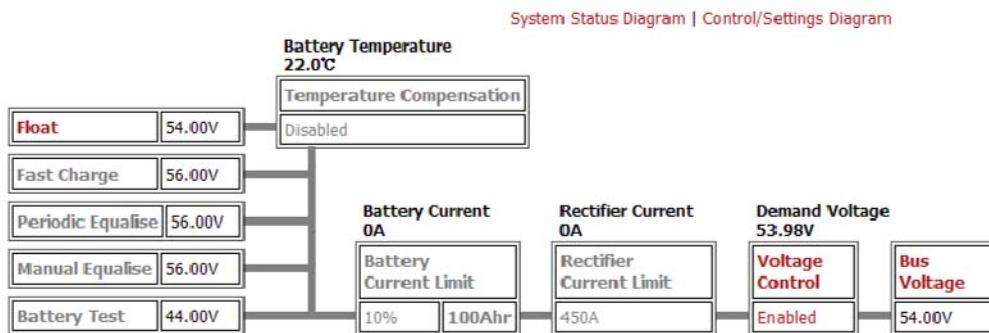 System Status Diagram | Control/Settings Diagram
Battery Temperature
22.0℃
Temperature Compensation
Disabled
Float 54.00V
Fast Charge 56.00V
Periodic Equalise 56.00V
Manual Equalise 56.00V
Battery Test 44.00V
Battery Current
0A
Battery
Current Limit
10% 100Ahr
Rectifier Current
0A
Rectifier
Current Limit
450A
Demand Voltage
53.98V
Voltage
Control
Enabled
Bus
Voltage
54.00V